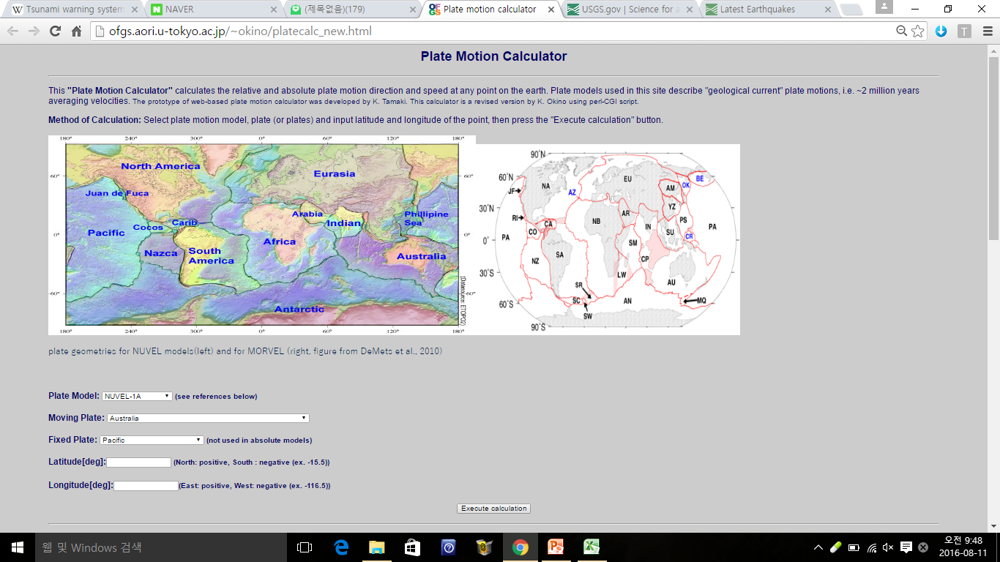 Tsunami warning system
NAVER
(제목없음)(179)
Plate motion calculator
USGS.gov | Science for a
Latest Earthquakes
ofgs.aori.u-tokyo.ac.jp/~okino/platecalc_new.html
Plate Motion Calculator
This "Plate Motion Calculator" calculates the relative and absolute plate motion direction and speed at any point on the earth. Plate models used in this site describe "geological current" plate motions, i.e. ~2 million years
averaging velocities. The prototype of web-based plate motion calculator was developed by K. Tamaki. This calculator is a revised version by K. Okino using perl-CGI script.
Method of Calculation: Select plate motion model, plate (or plates) and input latitude and longitude of the point, then press the "Execute calculation" button.
180° 240° 300° 0° 60° 120° 180°
North America
Eurasia
60° 60°
Juan de Fuca
Arabia
Indian
Phillipine
Sea
Carib.
Cocos
Pacific
0° 0°
Africa
Nazca
South
America
Australia
-60° -60°
Antarctic
(Datasource: ETOPO2)
180° 240° 300° 0° 60° 120° 180°
90°N
60°N
NA
EU
BE
OK
JF
AZ
AM
30°N
RI
AR
YZ
CA
NB
IN
PS
CO
SU
PA
0°
PA
SM
CR
SA
NZ
CP
30°S
LW
AU
SR
60°S
SC
AN
MQ
SW
90°S
plate geometries for NUVEL models(left) and for MORVEL (right, figure from DeMets et al., 2010)
Plate Model: NUVEL-1A (see references below)
Moving Plate: Australia
Fixed Plate: Pacific (not used in absolute models)
Latitude[deg]: (North: positive, South : negative (ex. -15.5))
Longitude[deg]: (East: positive, West: negative (ex. -116.5))
Execute calculation
웹 및 Windows 검색
오전 9:48
2016-08-11